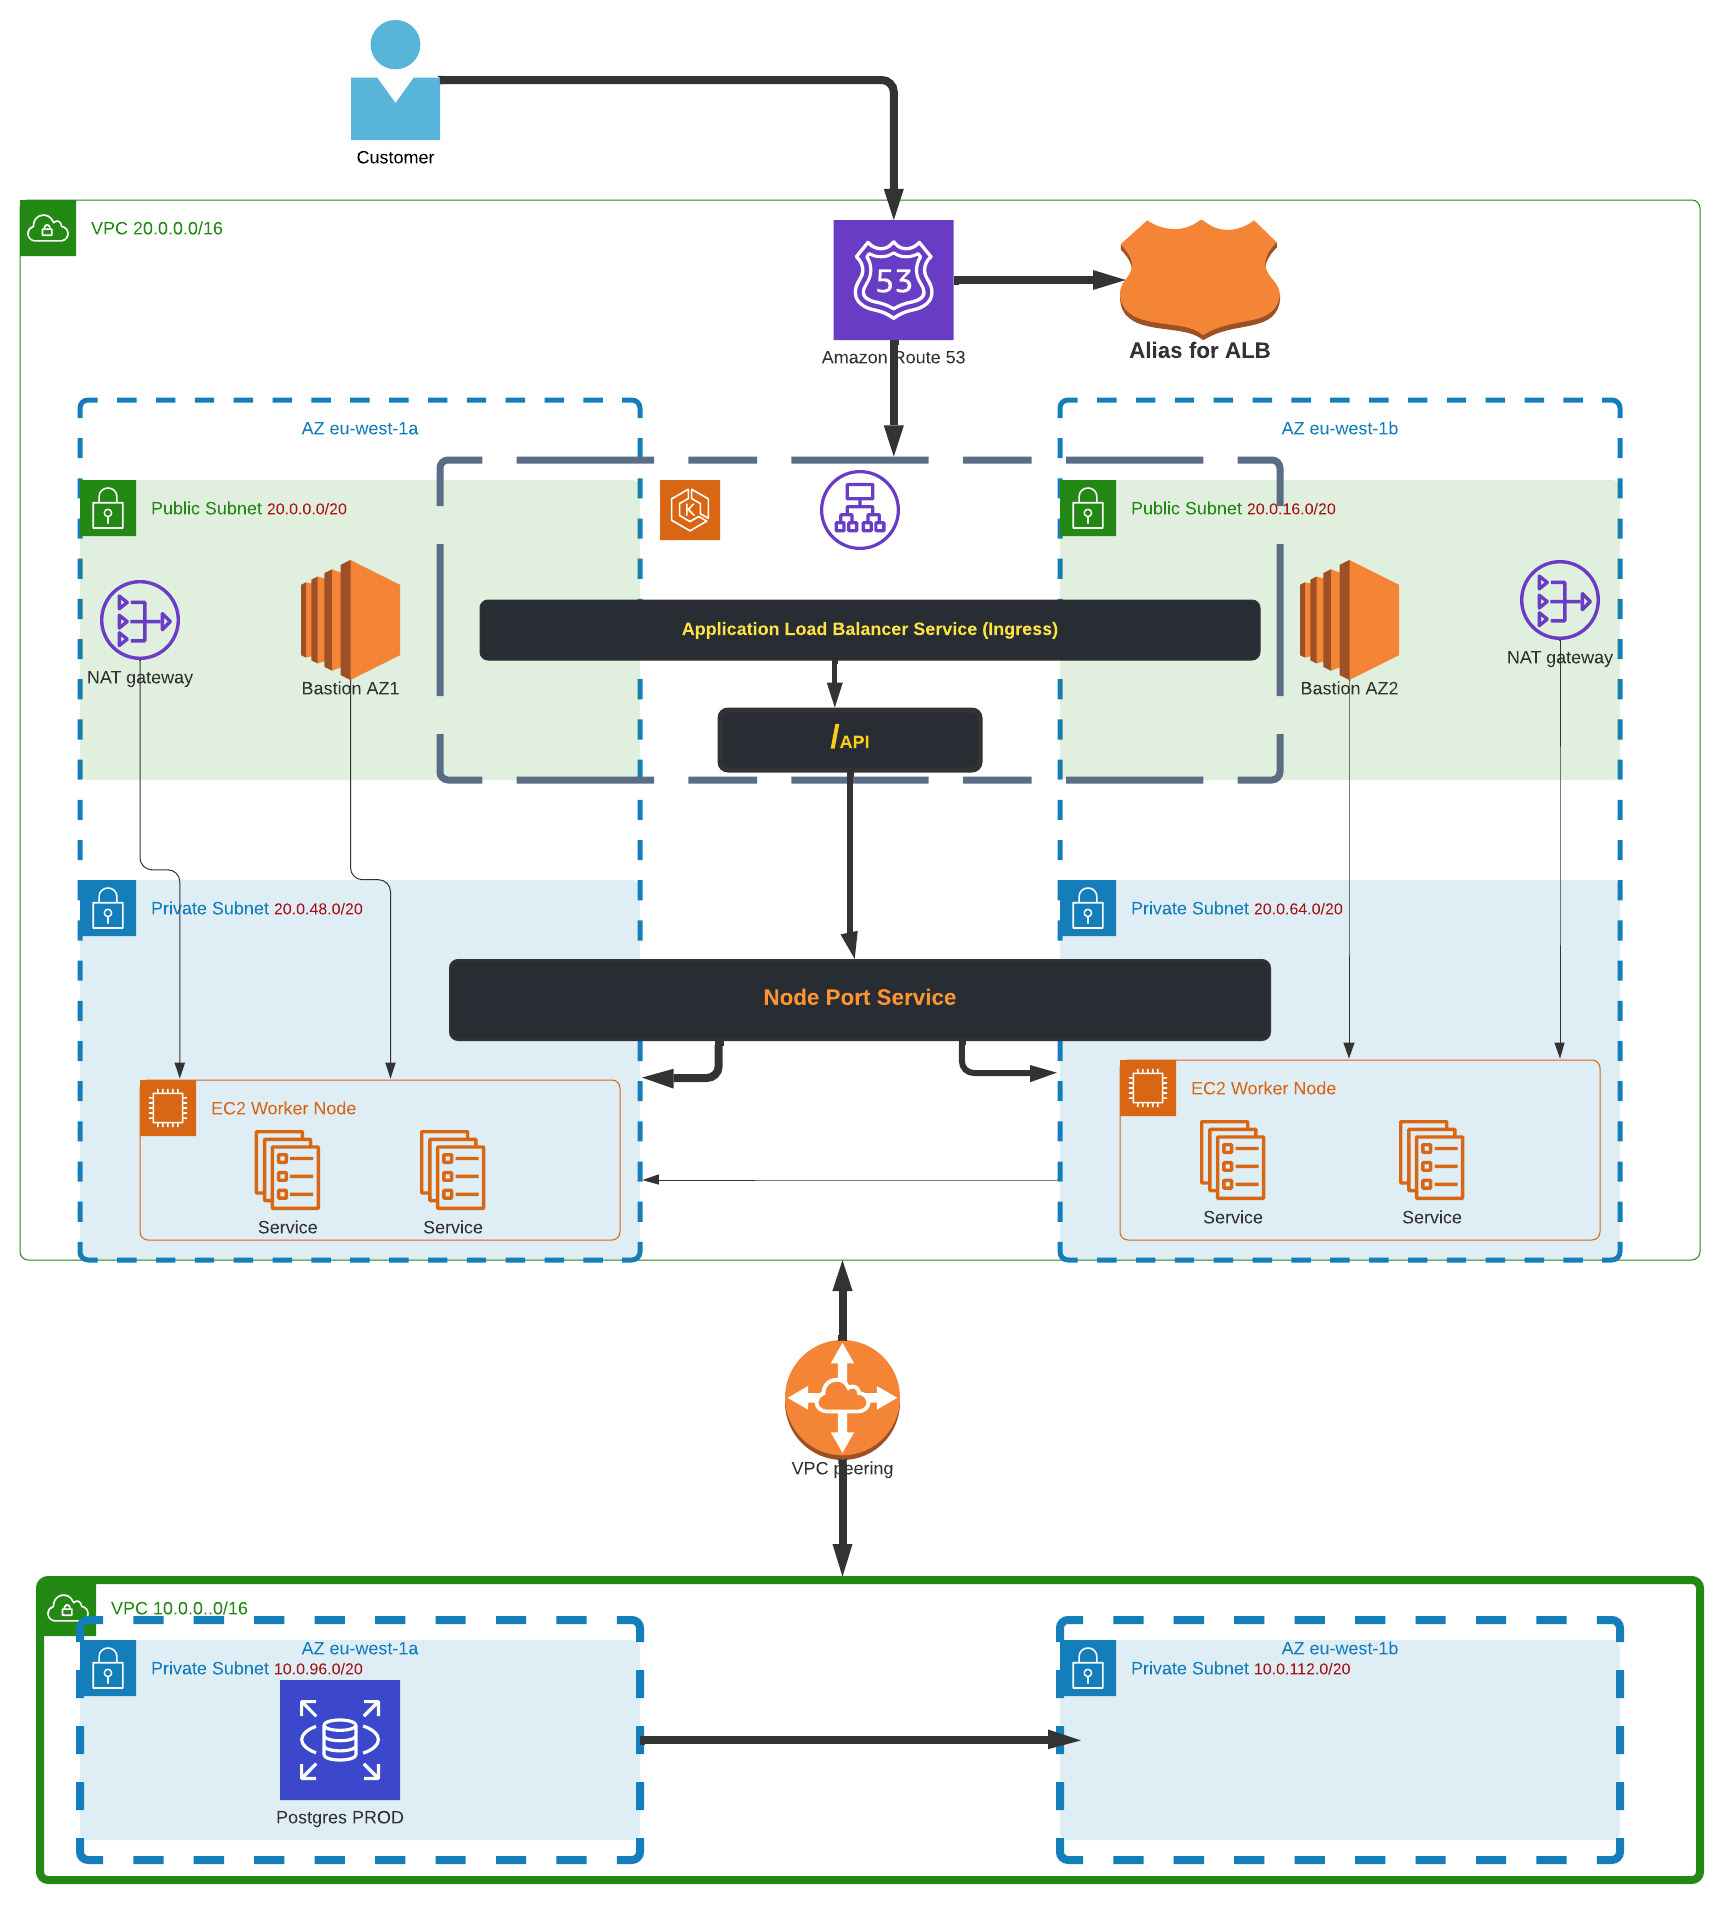 Customer
VPC 20.0.0.0/16
53
Amazon Route 53
Alias for ALB
AZ eu-west-1a
AZ eu-west-1b
Public Subnet 20.0.0.0/20
K
Public Subnet 20.0.16.0/20
Application Load Balancer Service (Ingress)
NAT gateway
Bastion AZ1
Bastion AZ2
NAT gateway
/API
Private Subnet 20.0.48.0/20
Private Subnet 20.0.64.0/20
Node Port Service
EC2 Worker Node
EC2 Worker Node
Service
Service
Service
Service
VPC peering
VPC 10.0.0..0/16
AZ eu-west-1a
Private Subnet 10.0.96.0/20
AZ eu-west-1b
Private Subnet 10.0.112.0/20
Postgres PROD